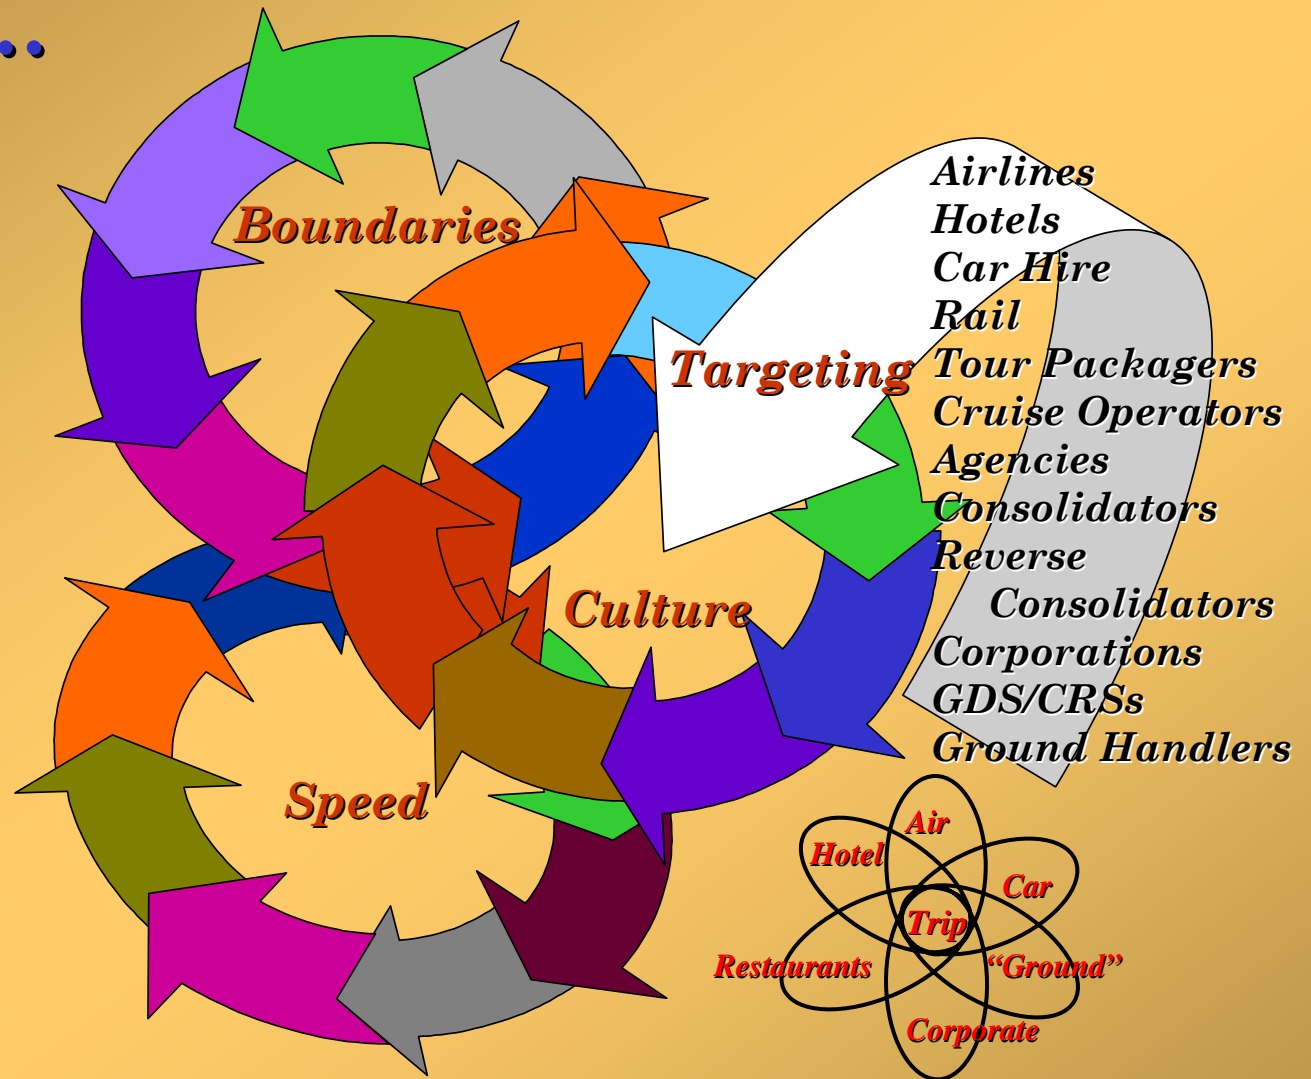 Boundaries
Targeting
Culture
Speed
Airlines
Hotels
Car Hire
Rail
Tour Packagers
Cruise Operators
Agencies
Consolidators
Reverse
Consolidators
Corporations
GDS/CRSs
Ground Handlers
Air
Hotel
Car
Trip
Restaurants
“Ground”
Corporate